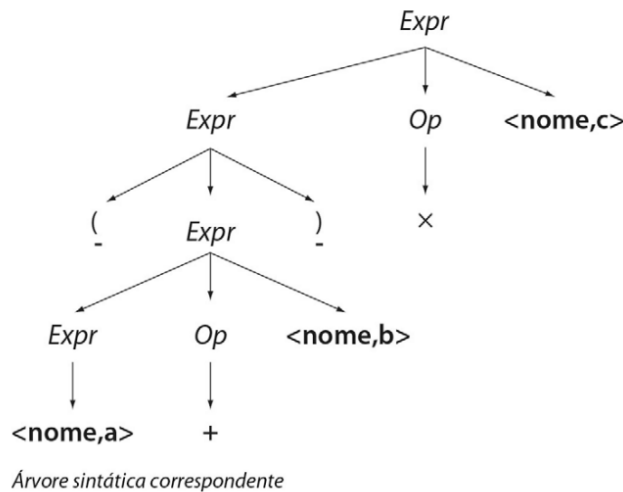 Expr
Expr Op <nome,c>
( Expr ) ×
Expr Op <nome,b>
<nome,a> +
Árvore sintática correspondente